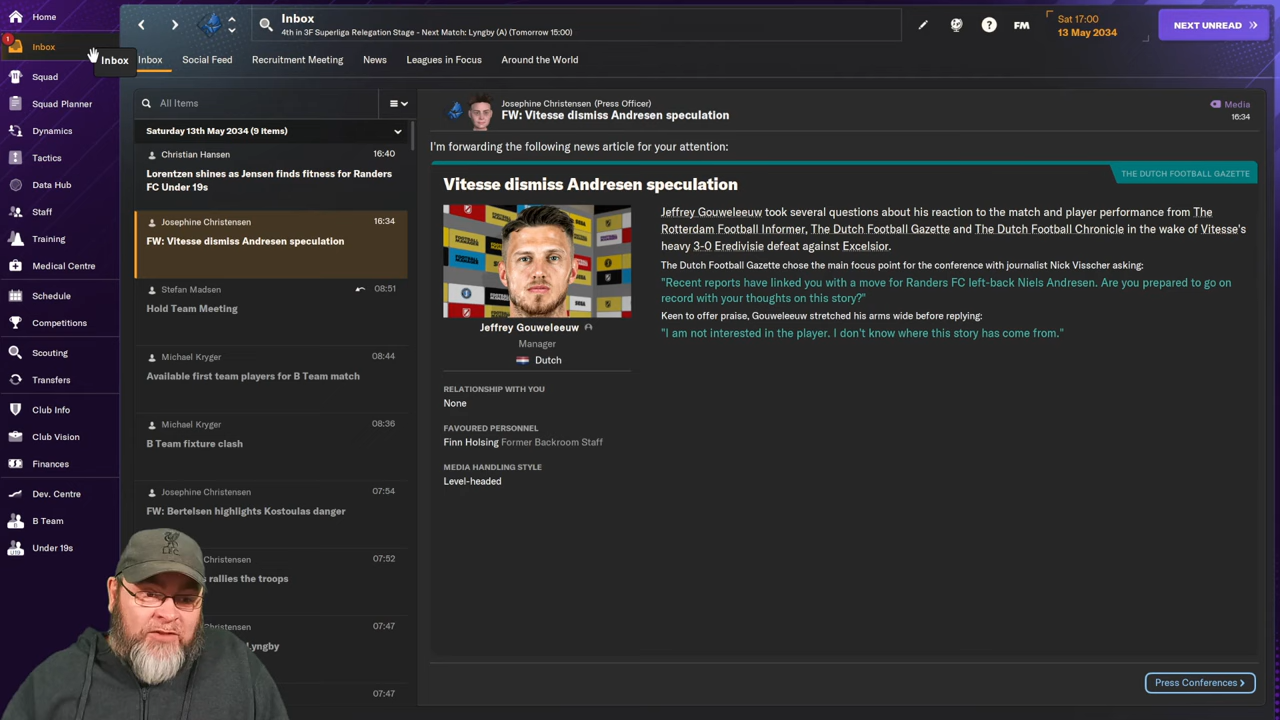 Home
Inbox
4th in 3F Superliga Relegation Stage - Next Match: Lyngby (A) (Tomorrow 15:00)
FM
Sat 17:00
13 May 2034
NEXT UNREAD
1
Inbox
Inbox
Inbox
Social Feed
Recruitment Meeting
News
Leagues in Focus
Around the World
Squad
Squad Planner
Dynamics
Tactics
Data Hub
Staff
Training
Medical Centre
Schedule
Competitions
Scouting
Transfers
Club Info
Club Vision
Finances
Dev. Centre
B Team
Under 19s
All Items
Saturday 13th May 2034 (9 items)
Christian Hansen
16:40
Lorentzen shines as Jensen finds fitness for Randers
FC Under 19s
Josephine Christensen
16:34
FW: Vitesse dismiss Andresen speculation
Stefan Madsen
08:51
Hold Team Meeting
Michael Kryger
08:44
Available first team players for B Team match
Michael Kryger
08:36
B Team fixture clash
Josephine Christensen
07:54
FW: Bertelsen highlights Kostoulas danger
Christensen
07:52
rallies the troops
Christensen
07:47
Lyngby
07:47
Josephine Christensen (Press Officer)
FW: Vitesse dismiss Andresen speculation
Media
16:34
I'm forwarding the following news article for your attention:
THE DUTCH FOOTBALL GAZETTE
Vitesse dismiss Andresen speculation
Jeffrey Gouweleeuw
Manager
Dutch
RELATIONSHIP WITH YOU
None
FAVOURED PERSONNEL
Finn Holsing Former Backroom Staff
MEDIA HANDLING STYLE
Level-headed
Jeffrey Gouweleeuw took several questions about his reaction to the match and player performance from The
Rotterdam Football Informer, The Dutch Football Gazette and The Dutch Football Chronicle in the wake of Vitesse's
heavy 3-0 Eredivisie defeat against Excelsior.
The Dutch Football Gazette chose the main focus point for the conference with journalist Nick Visscher asking:
"Recent reports have linked you with a move for Randers FC left-back Niels Andresen. Are you prepared to go on
record with your thoughts on this story?"
Keen to offer praise, Gouweleeuw stretched his arms wide before replying:
"I am not interested in the player. I don't know where this story has come from."
Press Conferences